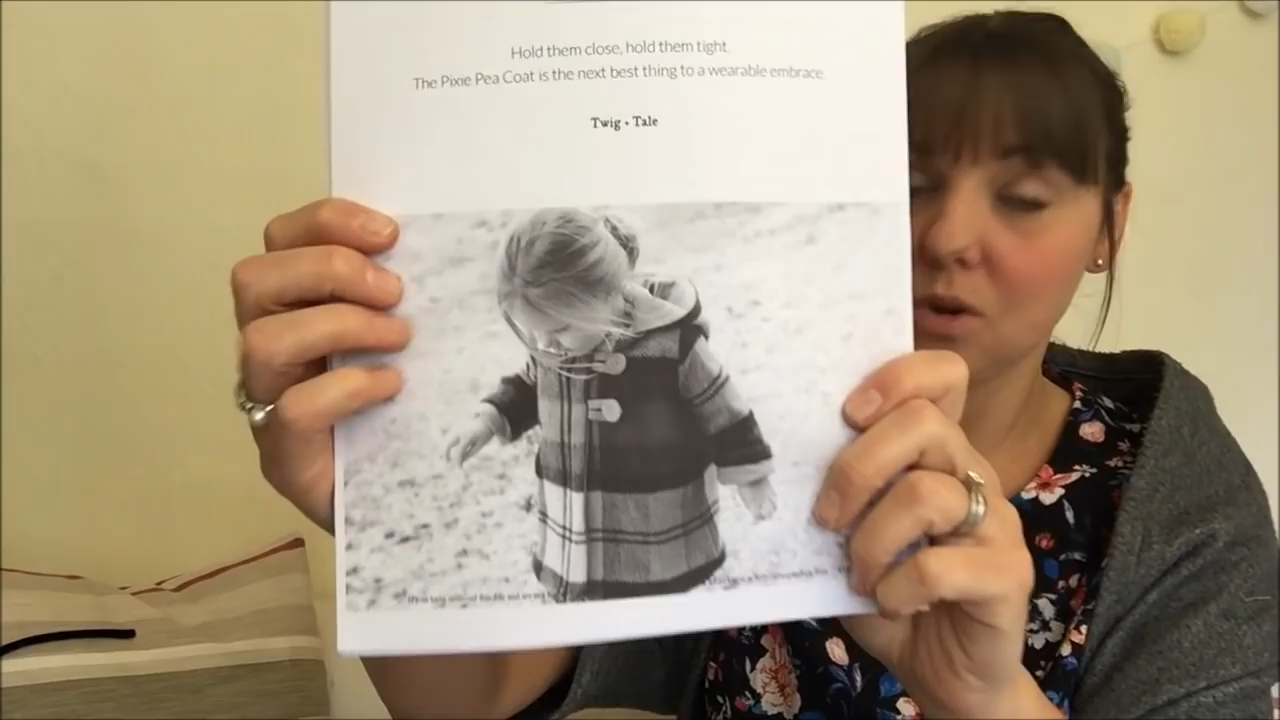 Hold them close, hold them tight.
The Pixie Pea Coat is the next best thing to a wearable embrace.
Twig + Tale